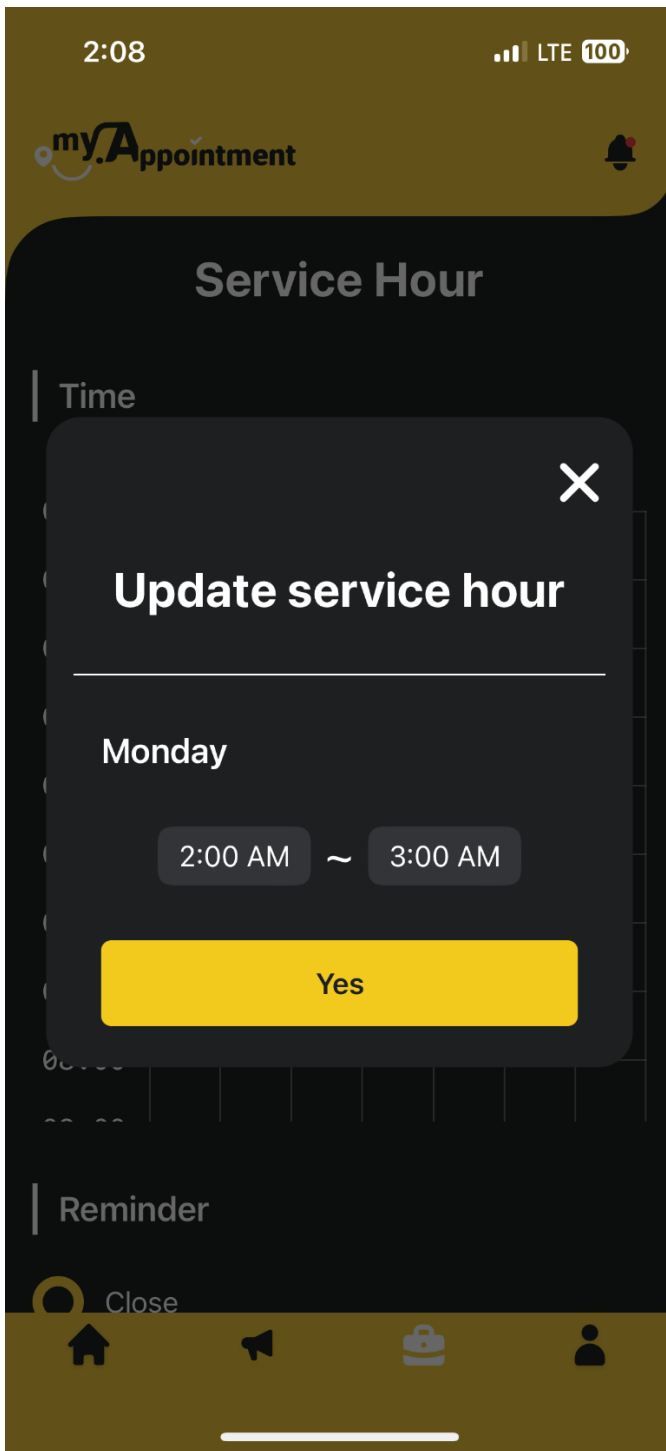 2:08 LTE 100
my.Appointment
Service Hour
Time
Update service hour
Monday
2:00 AM ~ 3:00 AM
Yes
Reminder
Close